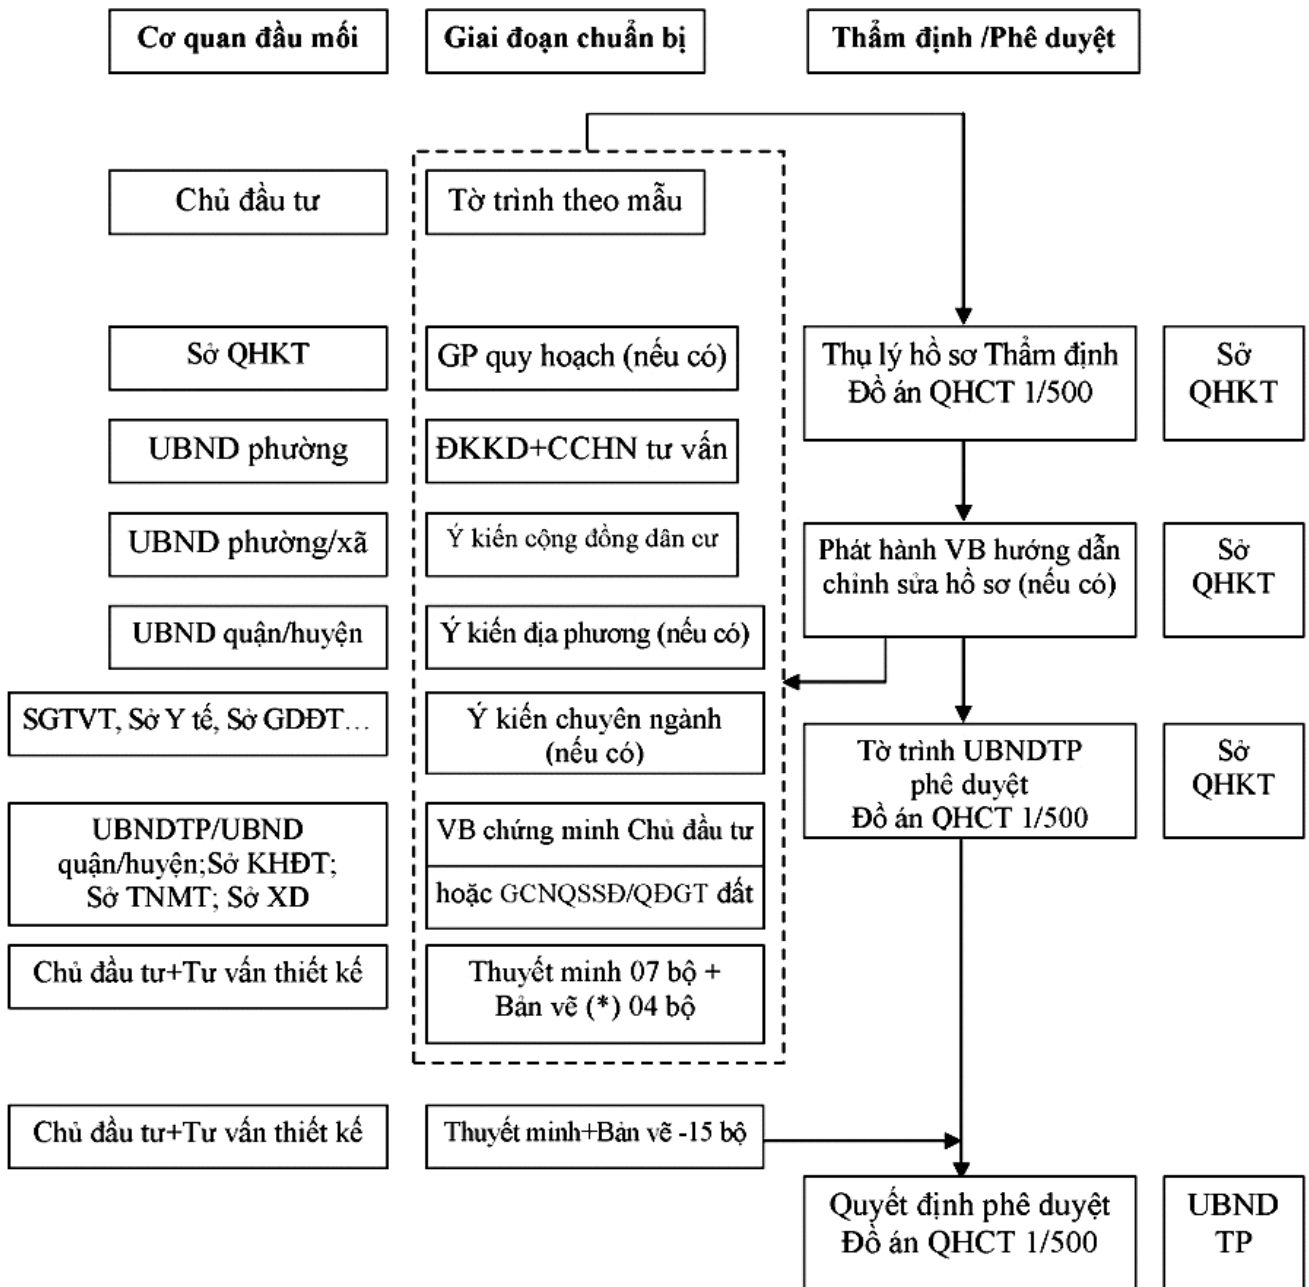 Cơ quan đầu mối
Giai đoạn chuẩn bị
Thẩm định /Phê duyệt
Chủ đầu tư
Tờ trình theo mẫu
Sở QHKT
GP quy hoạch (nếu có)
Thụ lý hồ sơ Thẩm định
Đồ án QHCT 1/500
Sở
QHKT
UBND phường
ĐKKD+CCHN tư vấn
UBND phường/xã
Ý kiến cộng đồng dân cư
Phát hành VB hướng dẫn
chỉnh sửa hồ sơ (nếu có)
Sở
QHKT
UBND quận/huyện
Ý kiến địa phương (nếu có)
SGTVT, Sở Y tế, Sở GDĐT...
Ý kiến chuyên ngành
(nếu có)
Tờ trình UBNDTP
phê duyệt
Đồ án QHCT 1/500
Sở
QHKT
UBNDTP/UBND
quận/huyện;Sở KHĐT;
Sở TNMT; Sở XD
VB chứng minh Chủ đầu tư
hoặc GCNQSSĐ/QĐGT đất
Chủ đầu tư+Tư vấn thiết kế
Thuyết minh 07 bộ +
Bản vẽ (*) 04 bộ
Chủ đầu tư+Tư vấn thiết kế
Thuyết minh+Bản vẽ -15 bộ
Quyết định phê duyệt
Đồ án QHCT 1/500
UBND
TP